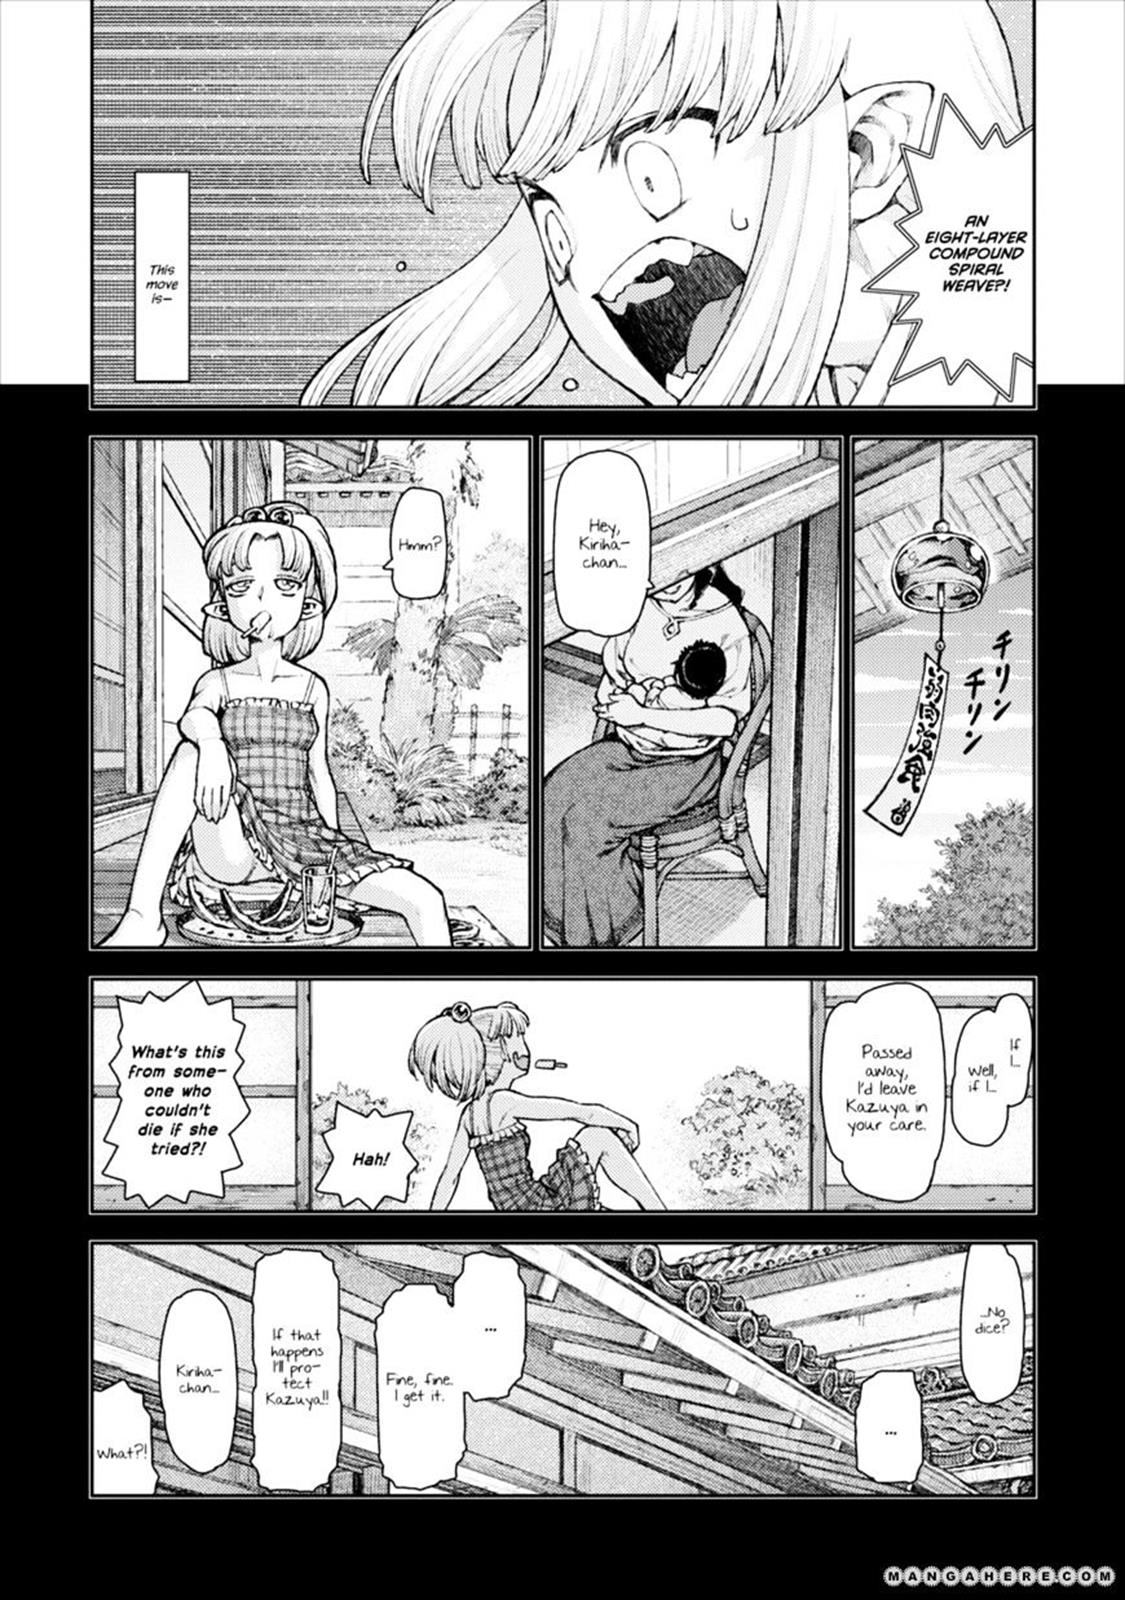 AN
EIGHT-LAYER
COMPOUND
SPIRAL
WEAVE?!
This
move
is—
チリン
チリン
Hey,
Kiriha-
chan...
Hmm?
If
I...
Well,
if I...
Passed
away,
I'd leave
Kazuya in
your care.
Hah!
What's this
from some-
one who
couldn't
die if she
tried?!
...No
dice?
...
...
Fine, fine.
I get it.
If that
happens
I'll pro-
tect
Kazuya!!
Kiriha-
chan...
What?!
MANGAHERE.COM